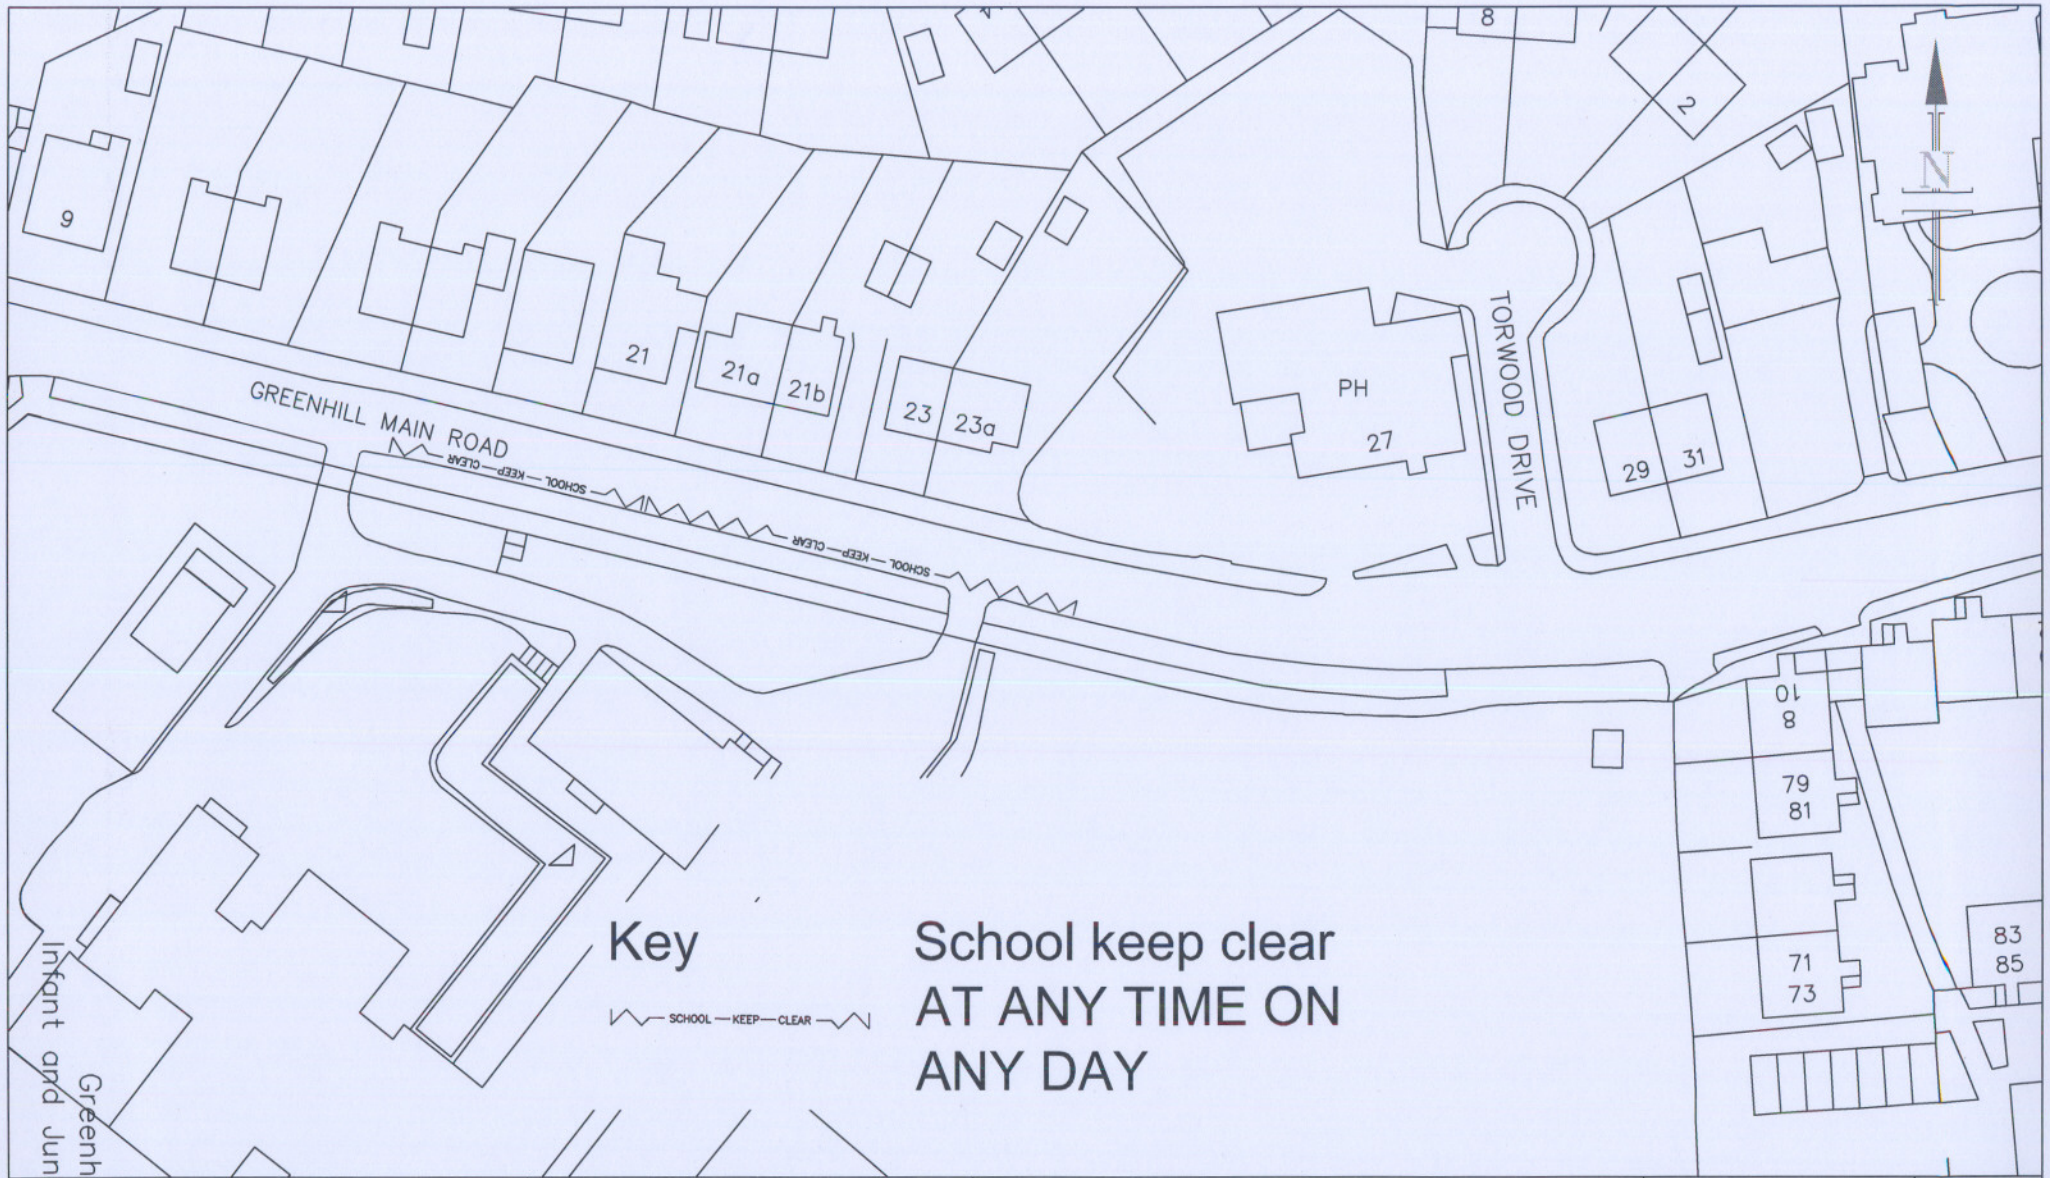 8
2
N
9
21
21a
21b
23
23a
GREENHILL MAIN ROAD
SCHOOL KEEP CLEAR
SCHOOL KEEP CLEAR
PH
27
TORWOOD DRIVE
29
31
10
8
79
81
71
73
83
85
Key
School keep clear
AT ANY TIME ON
ANY DAY
SCHOOL KEEP CLEAR
Greenh
Infant and Jun